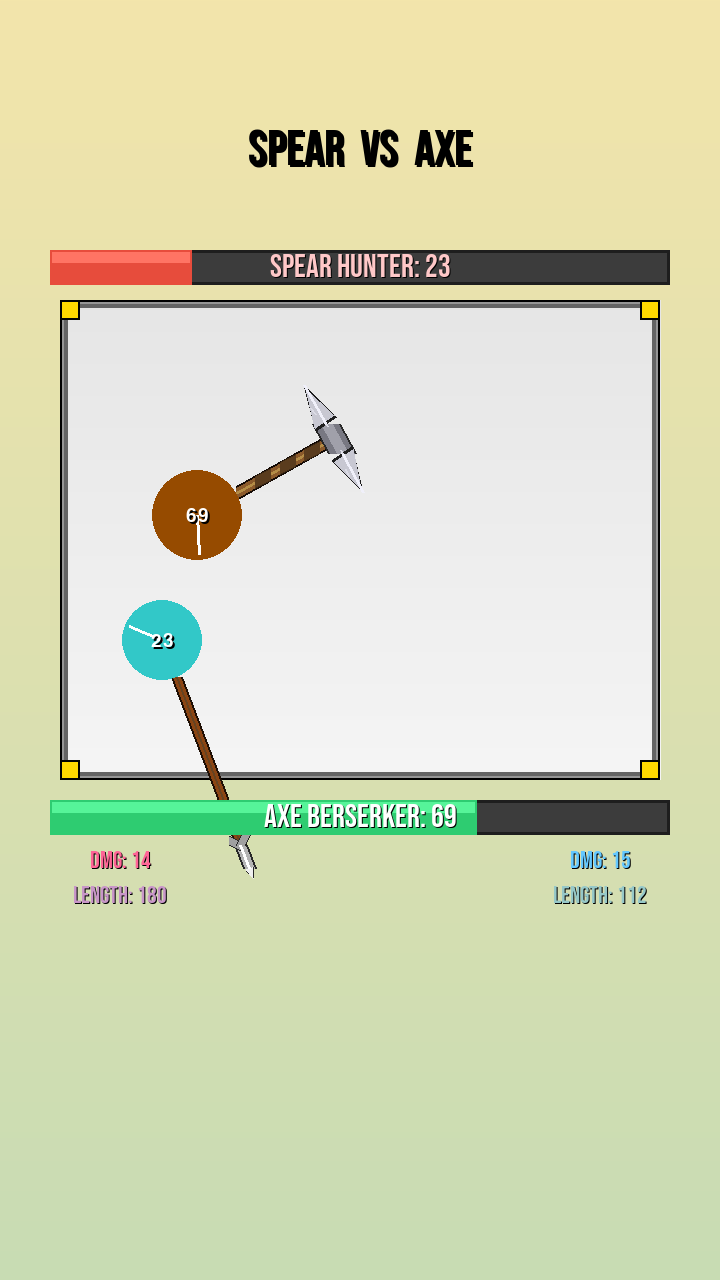 SPEAR VS AXE
SPEAR HUNTER: 23
69
23
AXE BERSERKER: 69
DMG: 14
DMG: 15
LENGTH: 180
LENGTH: 112